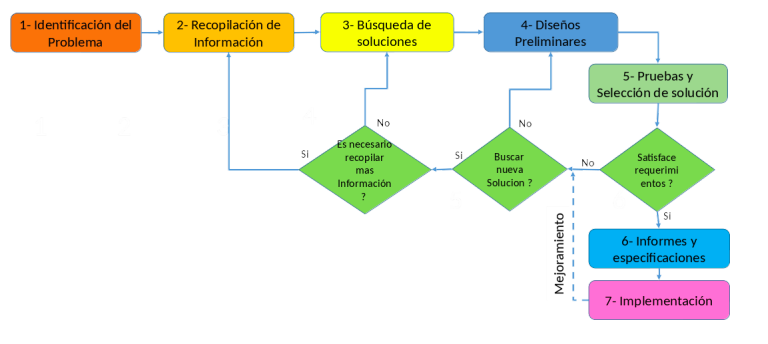 1- Identificación del
Problema
2- Recopilación de
Información
3- Búsqueda de
soluciones
4- Diseños
Preliminares
5- Pruebas y
Selección de solución
No
No
Es necesario
recopilar
mas
Información
?
Si
Si
Buscar
nueva
Solucion ?
No
Satisface
requerimi
entos ?
Si
Mejoramiento
6- Informes y
especificaciones
7- Implementación